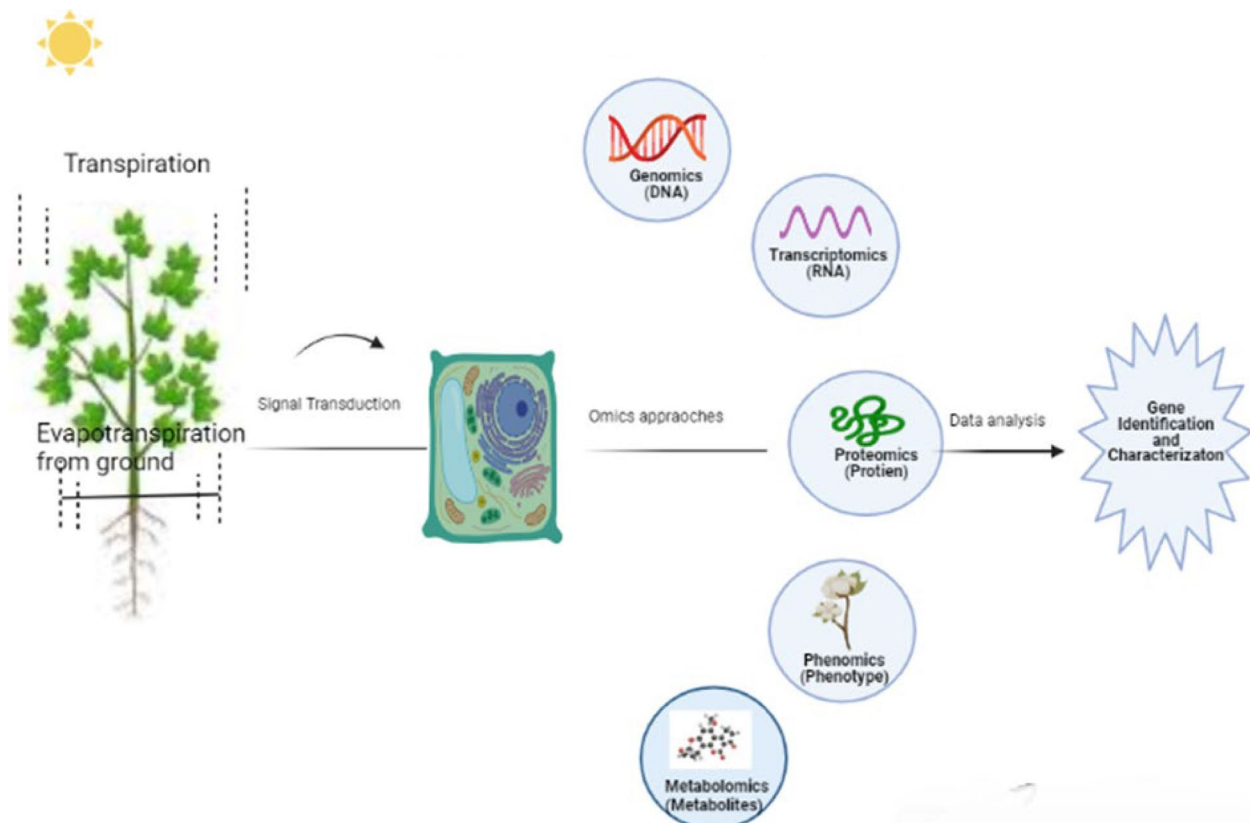 Transpiration
Evapotranspiration
from ground
Signal Transduction
Omics appraoches
Genomics
(DNA)
Transcriptomics
(RNA)
Proteomics
(Protien)
Phenomics
(Phenotype)
Metabolomics
(Metabolites)
Data analysis
Gene
Identification
and
Characterizaton